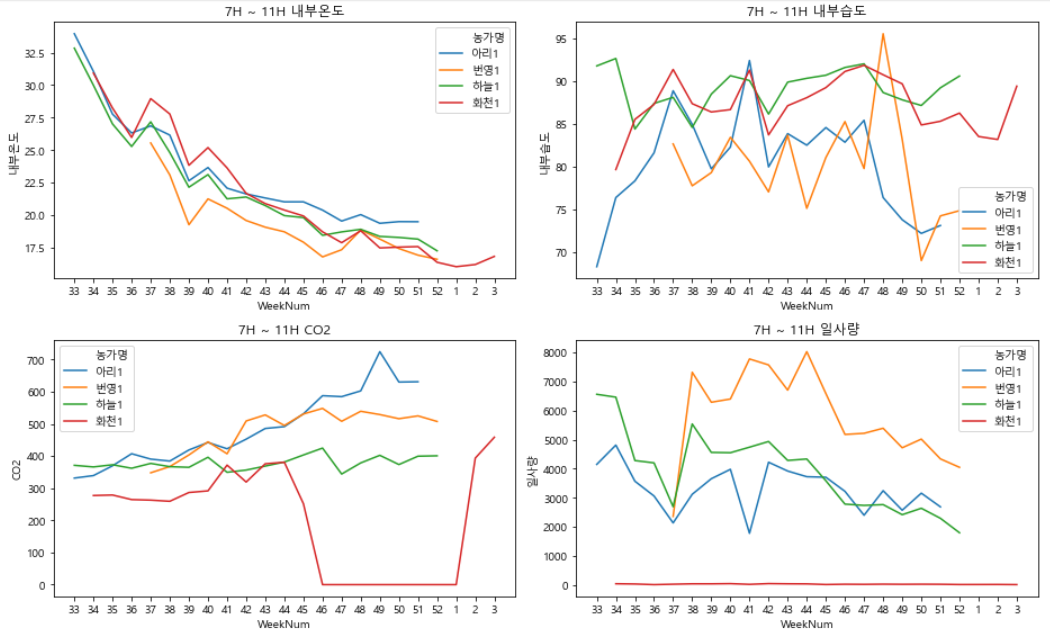 7H ~ 11H 내부온도
내부온도
32.5
30.0
27.5
25.0
22.5
20.0
17.5
농가명
아리1
번영1
하늘1
화천1
33 34 35 36 37 38 39 40 41 42 43 44 45 46 47 48 49 50 51 52 1 2 3
WeekNum
7H ~ 11H 내부습도
내부습도
95
90
85
80
75
70
농가명
아리1
번영1
하늘1
화천1
33 34 35 36 37 38 39 40 41 42 43 44 45 46 47 48 49 50 51 52 1 2 3
WeekNum
7H ~ 11H CO2
CO2
700
600
500
400
300
200
100
0
농가명
아리1
번영1
하늘1
화천1
33 34 35 36 37 38 39 40 41 42 43 44 45 46 47 48 49 50 51 52 1 2 3
WeekNum
7H ~ 11H 일사량
일사량
8000
7000
6000
5000
4000
3000
2000
1000
0
농가명
아리1
번영1
하늘1
화천1
33 34 35 36 37 38 39 40 41 42 43 44 45 46 47 48 49 50 51 52 1 2 3
WeekNum